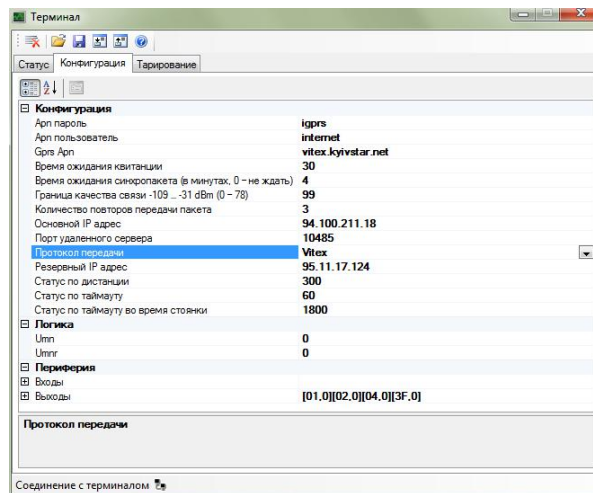 Терминал
Статус Конфигурация Тарирование
Конфигурация
Apn пароль igprs
Apn пользователь internet
Gprs Apn vitex.kyivstar.net
Время ожидания квитанции 30
Время ожидания синхропакета (в минутах, 0 – не ждать) 4
Граница качества связи -109 .. -31 dBm (0 – 78) 99
Количество повторов передачи пакета 3
Основной IP адрес 94.100.211.18
Порт удаленного сервера 10485
Протокол передачи Vitex
Резервный IP адрес 95.11.17.124
Статус по дистанции 300
Статус по таймауту 60
Статус по таймауту во время стоянки 1800
Логика
Umn 0
Umnr 0
Периферия
Входы
Выходы [01,0][02,0][04,0][3F,0]
Протокол передачи
Соединение с терминалом